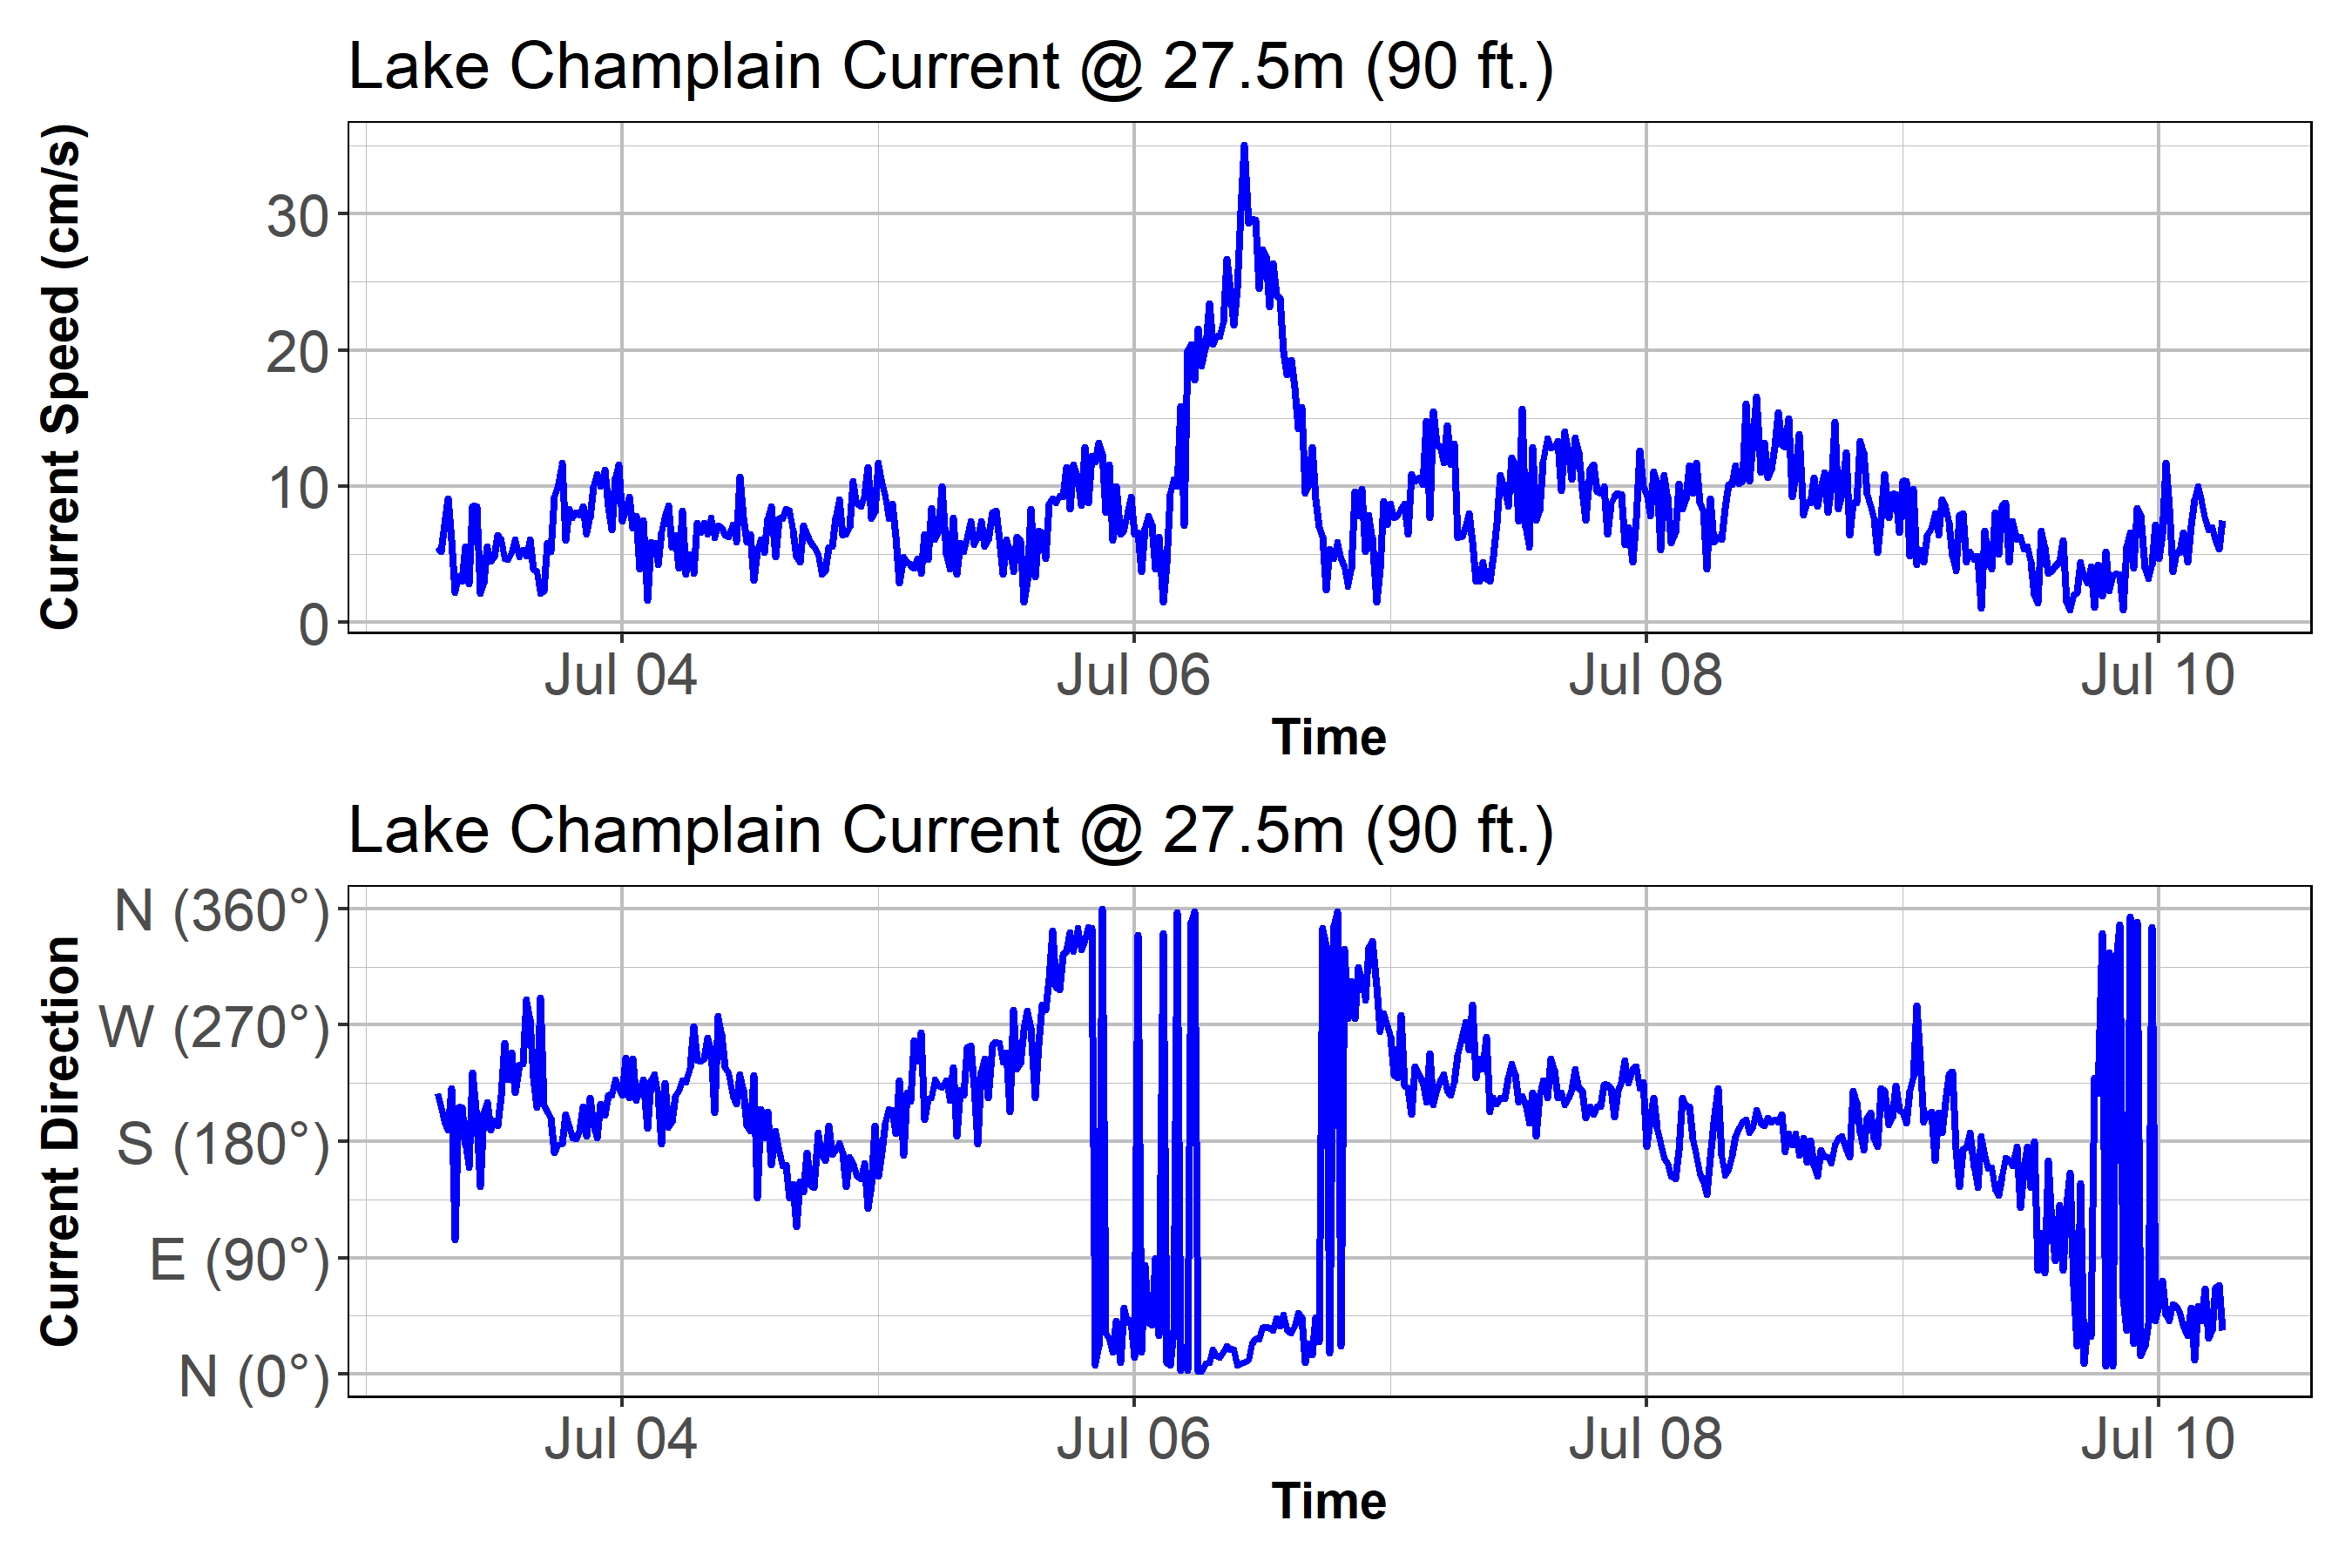 Lake Champlain Current @ 27.5m (90 ft.)
Current Speed (cm/s)
30
20
10
0
Jul 04 Jul 06 Jul 08 Jul 10
Time
Lake Champlain Current @ 27.5m (90 ft.)
Current Direction
N (360°)
W (270°)
S (180°)
E (90°)
N (0°)
Jul 04 Jul 06 Jul 08 Jul 10
Time